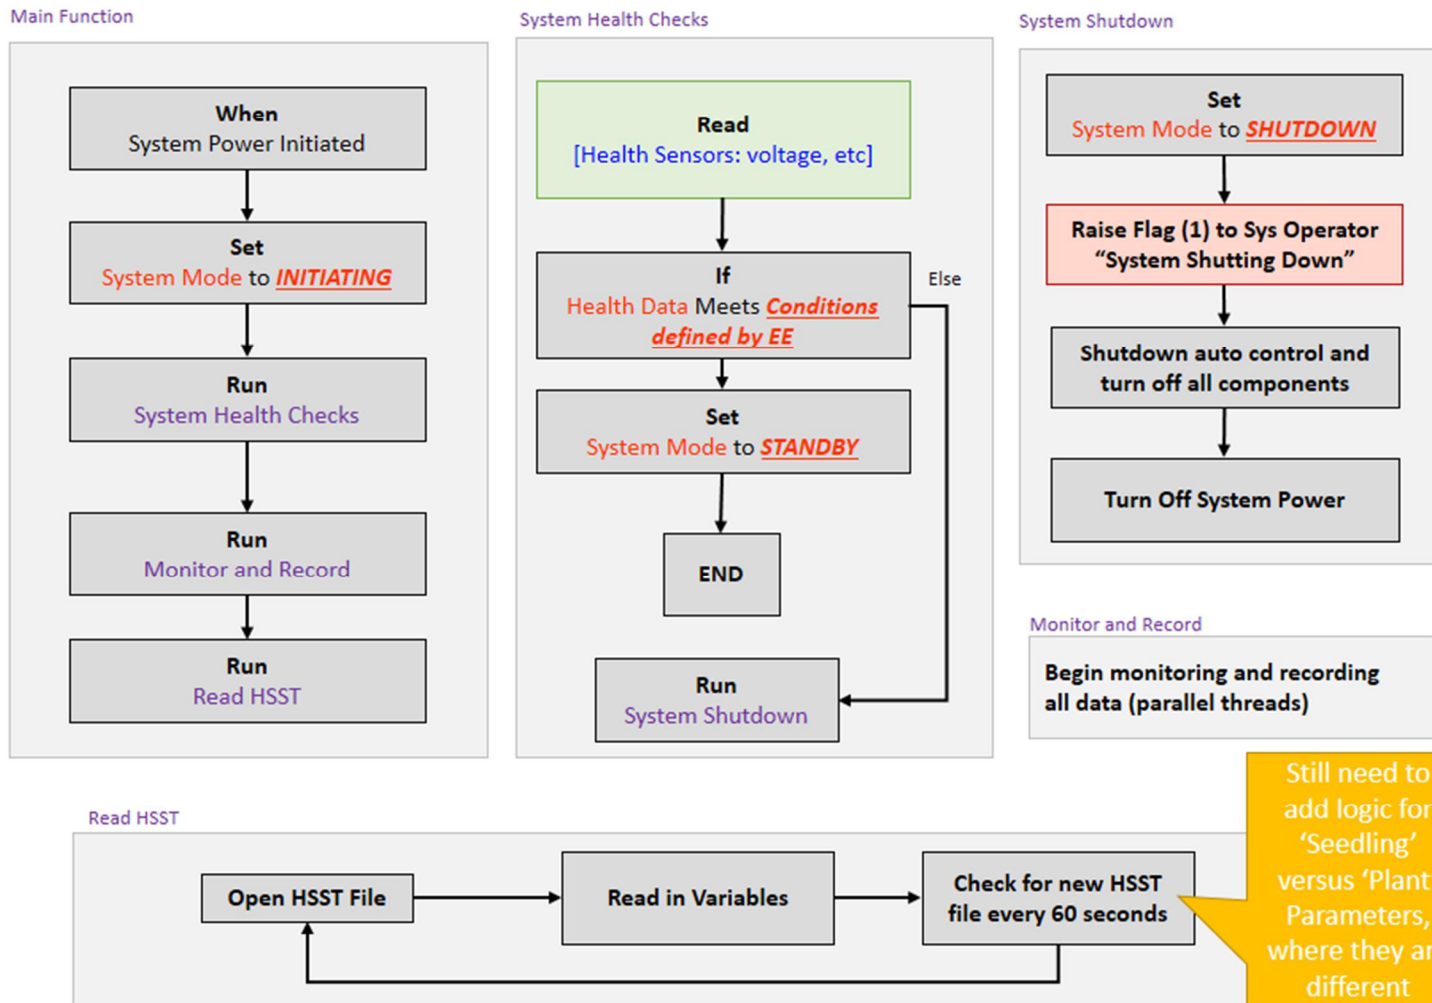 Main Function
When
System Power Initiated
Set
System Mode to INITIATING
Run
System Health Checks
Run
Monitor and Record
Run
Read HSST
System Health Checks
Read
[Health Sensors: voltage, etc]
If
Health Data Meets Conditions
defined by EE
Else
Set
System Mode to STANDBY
END
Run
System Shutdown
System Shutdown
Set
System Mode to SHUTDOWN
Raise Flag (1) to Sys Operator
“System Shutting Down”
Shutdown auto control and
turn off all components
Turn Off System Power
Monitor and Record
Begin monitoring and recording
all data (parallel threads)
Read HSST
Open HSST File
Read in Variables
Check for new HSST
file every 60 seconds
Still need to
add logic for
‘Seedling’
versus ‘Plant’
Parameters,
where they ar
different